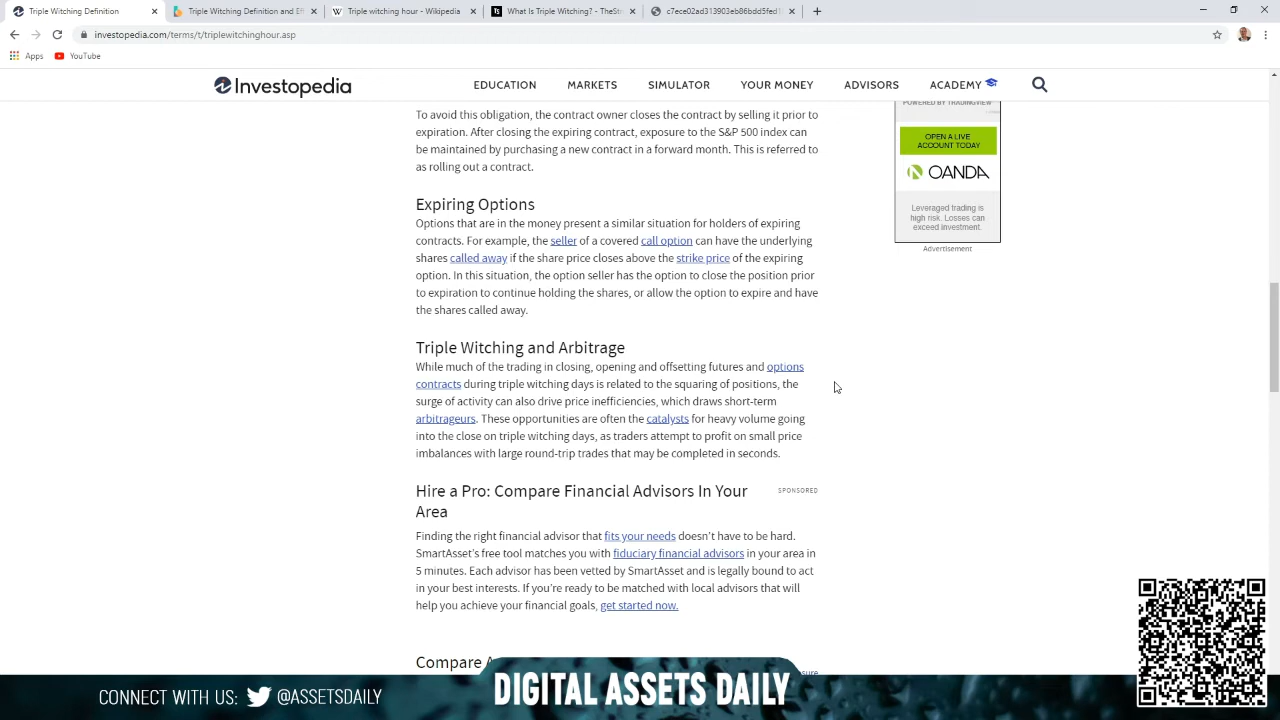 Triple Witching Definition
Witching Hour Definition and Ef
Witching hour - Wikipedia
What Is Triple Witching? - TheStr
c7ece02ad313903eb86bdd5fed1
investopedia.com/terms/t/triplewitchinghour.asp
Apps
YouTube
Investopedia
EDUCATION
MARKETS
SIMULATOR
YOUR MONEY
ADVISORS
ACADEMY
POWERED BY TRADINGVIEW
To avoid this obligation, the contract owner closes the contract by selling it prior to
expiration. After closing the expiring contract, exposure to the S&P 500 index can
be maintained by purchasing a new contract in a forward month. This is referred to
as rolling out a contract.
OPEN A LIVE
ACCOUNT TODAY
OANDA
Leveraged trading is
high risk. Losses can
exceed investment.
Advertisement
Expiring Options
Options that are in the money present a similar situation for holders of expiring
contracts. For example, the seller of a covered call option can have the underlying
shares called away if the share price closes above the strike price of the expiring
option. In this situation, the option seller has the option to close the position prior
to expiration to continue holding the shares, or allow the option to expire and have
the shares called away.
Triple Witching and Arbitrage
While much of the trading in closing, opening and offsetting futures and options
contracts during triple witching days is related to the squaring of positions, the
surge of activity can also drive price inefficiencies, which draws short-term
arbitrageurs. These opportunities are often the catalysts for heavy volume going
into the close on triple witching days, as traders attempt to profit on small price
imbalances with large round-trip trades that may be completed in seconds.
Hire a Pro: Compare Financial Advisors In Your
Area
SPONSORED
Finding the right financial advisor that fits your needs doesn't have to be hard.
SmartAsset's free tool matches you with fiduciary financial advisors in your area in
5 minutes. Each advisor has been vetted by SmartAsset and is legally bound to act
in your best interests. If you're ready to be matched with local advisors that will
help you achieve your financial goals, get started now.
Compare
CONNECT WITH US: @ASSETSDAILY
DIGITAL ASSETS DAILY